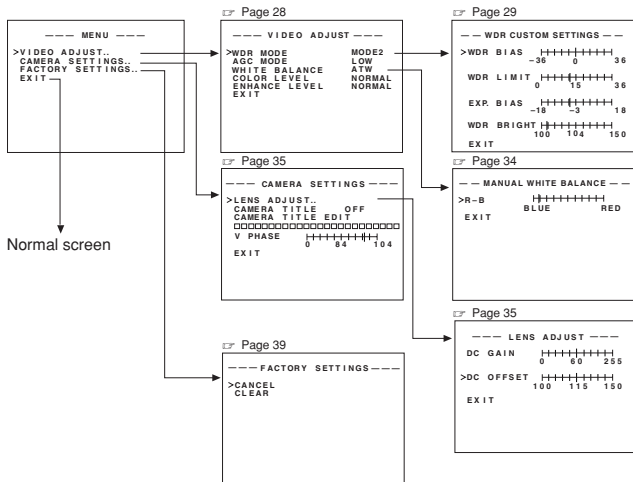 --- MENU ---
>VIDEO ADJUST..
CAMERA SETTINGS..
FACTORY SETTINGS..
EXIT
Normal screen
☞ Page 28
--- VIDEO ADJUST ---
>WDR MODE MODE2
AGC MODE LOW
WHITE BALANCE ATW
COLOR LEVEL NORMAL
ENHANCE LEVEL NORMAL
EXIT
☞ Page 29
-- WDR CUSTOM SETTINGS --
>WDR BIAS
-36 0 36
WDR LIMIT
0 15 36
EXP. BIAS
-18 -3 18
WDR BRIGHT
100 104 150
EXIT
☞ Page 35
--- CAMERA SETTINGS ---
>LENS ADJUST..
CAMERA TITLE OFF
CAMERA TITLE EDIT
□□□□□□□□□□□□□□□□□□□□□□□□
V PHASE
0 84 104
EXIT
☞ Page 34
-- MANUAL WHITE BALANCE --
>R-B
BLUE RED
EXIT
☞ Page 35
--- LENS ADJUST ---
DC GAIN
0 60 255
>DC OFFSET
100 115 150
EXIT
☞ Page 39
--- FACTORY SETTINGS ---
>CANCEL
CLEAR